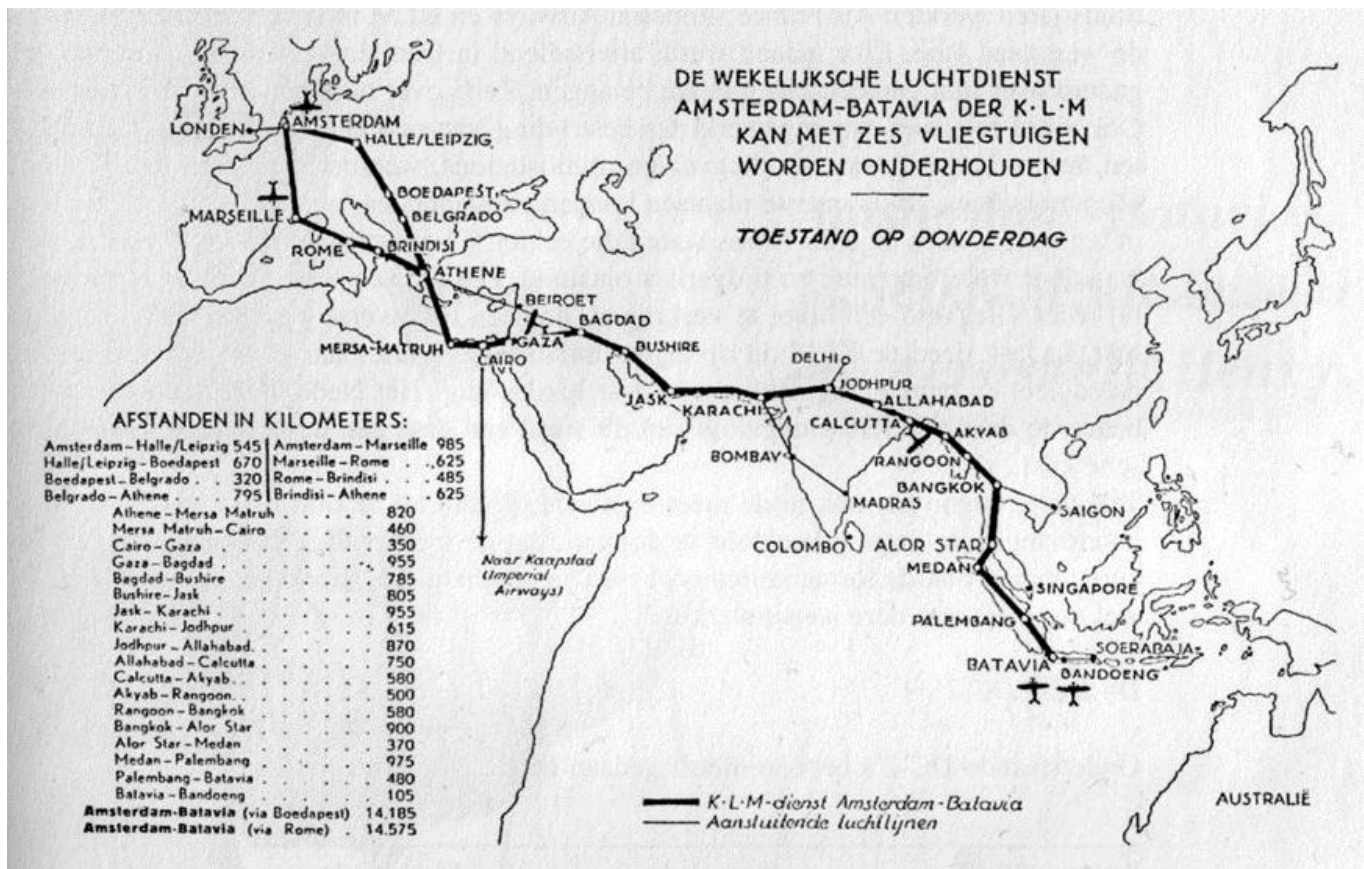 DE WEKELIJKSCHE LUCHTDIENST
AMSTERDAM-BATAVIA DER K·L·M
KAN MET ZES VLIEGTUIGEN
WORDEN ONDERHOUDEN
TOESTAND OP DONDERDAG
AMSTERDAM
LONDEN
HALLE/LEIPZIG
BOEDAPEST
MARSEILLE
BELGRADO
ROME
BRINDISI
ATHENE
BEIROET
BAGDAD
MERSA-MATRUH
GAZA
CAIRO
BUSHIRE
DELHI
JASK
KARACHI
JODHPUR
ALLAHABAD
CALCUTTA
AKYAB
BOMBAY
RANGOON
BANGKOK
MADRAS
SAIGON
COLOMBO
ALOR STAR
MEDAN
SINGAPORE
PALEMBANG
SOERABAJA
BATAVIA
BANDOENG
AUSTRALIË
Naar Kaapstad
(Imperial
Airways)
AFSTANDEN IN KILOMETERS:
Amsterdam-Halle/Leipzig 545 Amsterdam-Marseille 985
Halle/Leipzig-Boedapest 670 Marseille-Rome 625
Boedapest-Belgrado 320 Rome-Brindisi 485
Belgrado-Athene 795 Brindisi-Athene 625
Athene-Mersa Matruh 820
Mersa Matruh-Cairo 460
Cairo-Gaza 350
Gaza-Bagdad 955
Bagdad-Bushire 785
Bushire-Jask 805
Jask-Karachi 955
Karachi-Jodhpur 615
Jodhpur-Allahabad 870
Allahabad-Calcutta 750
Calcutta-Akyab 580
Akyab-Rangoon 500
Rangoon-Bangkok 580
Bangkok-Alor Star 900
Alor Star-Medan 370
Medan-Palembang 975
Palembang-Batavia 480
Batavia-Bandoeng 105
Amsterdam-Batavia (via Boedapest) 14.185
Amsterdam-Batavia (via Rome) 14.575
K·L·M-dienst Amsterdam-Batavia
Aansluitende luchtlijnen